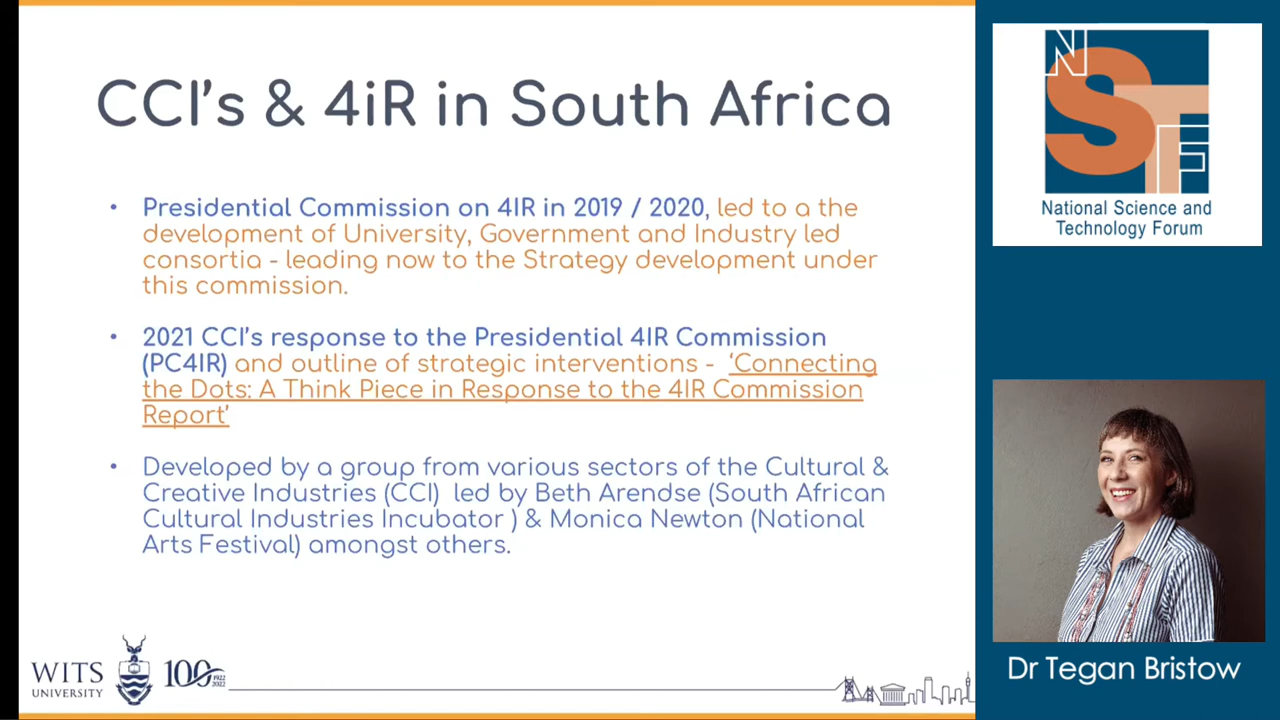 CCI's & 4iR in South Africa
• Presidential Commission on 4IR in 2019 / 2020, led to a the
development of University, Government and Industry led
consortia - leading now to the Strategy development under
this commission.
• 2021 CCI's response to the Presidential 4IR Commission
(PC4IR) and outline of strategic interventions - ‘Connecting
the Dots: A Think Piece in Response to the 4IR Commission
Report’
• Developed by a group from various sectors of the Cultural &
Creative Industries (CCI) led by Beth Arendse (South African
Cultural Industries Incubator ) & Monica Newton (National
Arts Festival) amongst others.
WITS
UNIVERSITY
100
1922
2022
NSTF
National Science and
Technology Forum
Dr Tegan Bristow